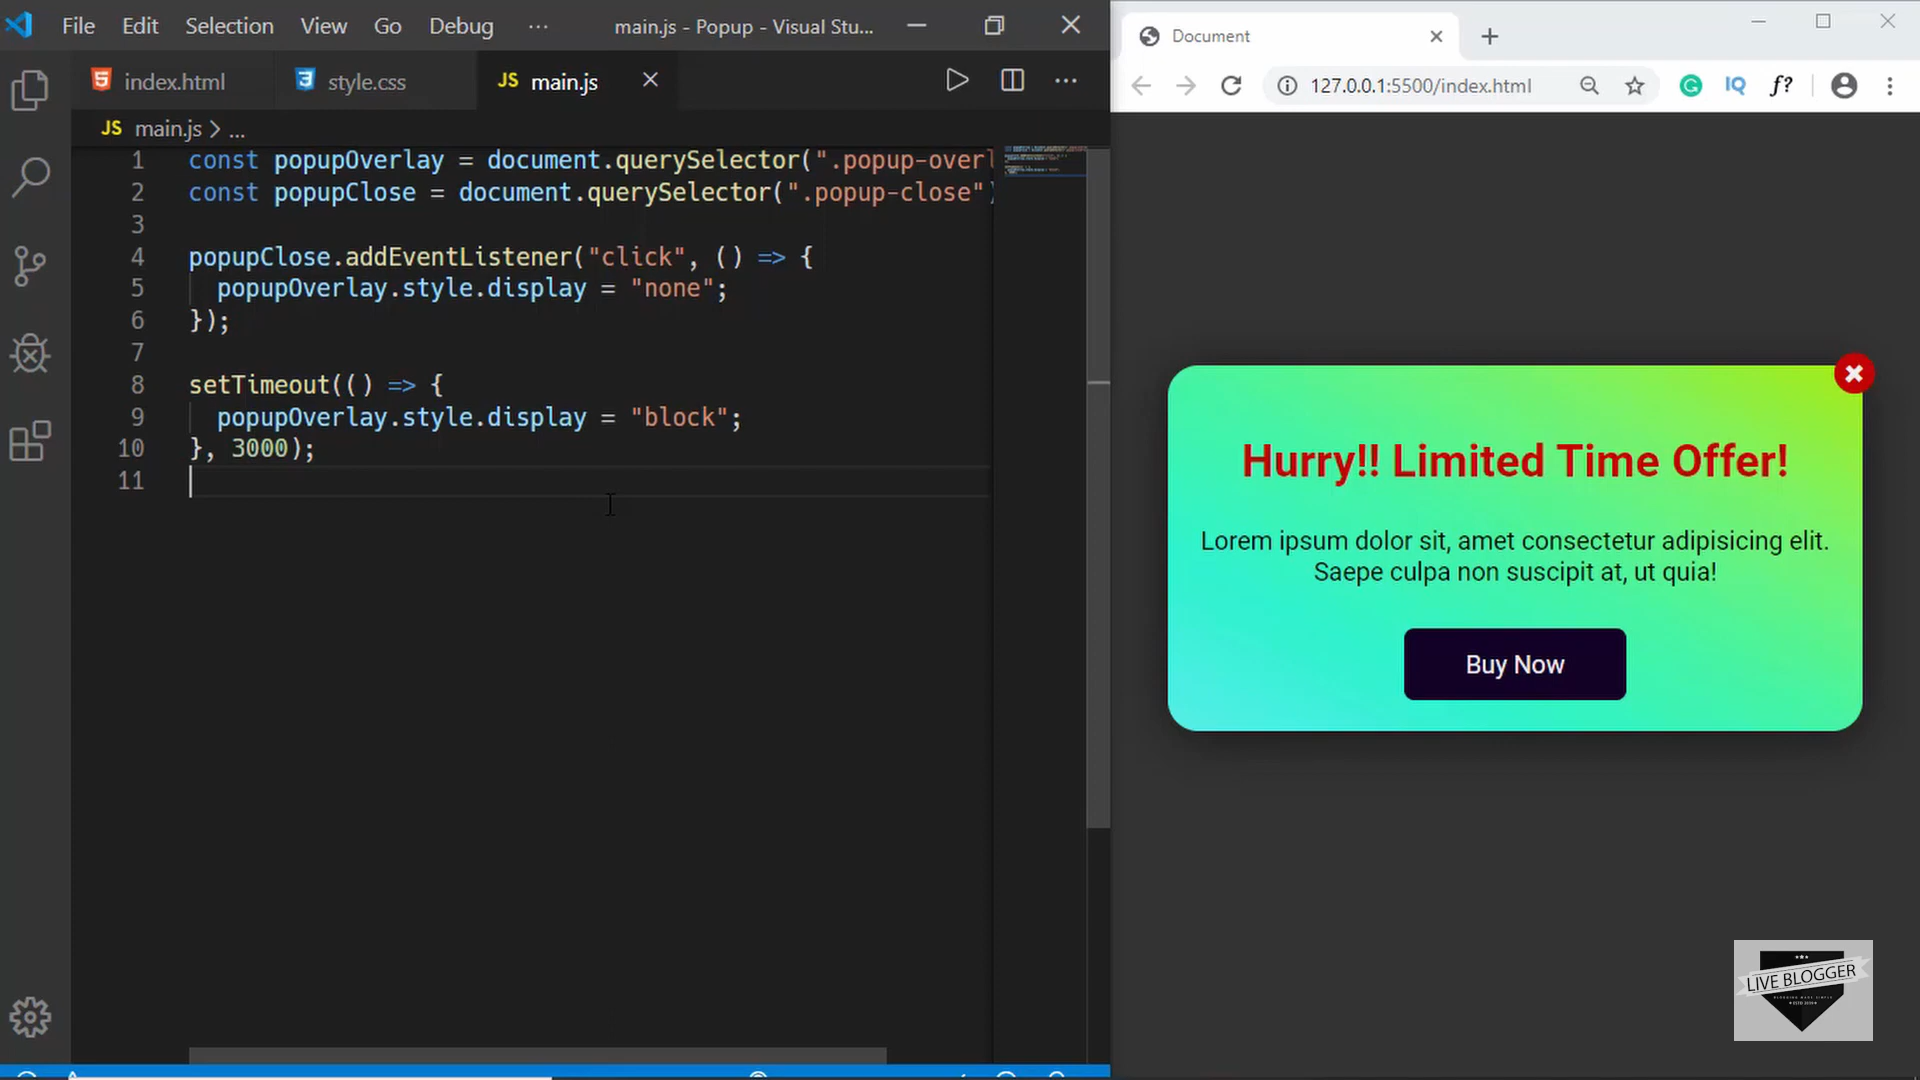 File Edit Selection View Go Debug ··· main.js - Popup - Visual Stu...
index.html style.css JS main.js
JS main.js > ...
1 const popupOverlay = document.querySelector(".popup-overl
2 const popupClose = document.querySelector(".popup-close")
3
4 popupClose.addEventListener("click", () => {
5 popupOverlay.style.display = "none";
6 });
7
8 setTimeout(() => {
9 popupOverlay.style.display = "block";
10 }, 3000);
11
Document
127.0.0.1:5500/index.html IQ f?
Hurry!! Limited Time Offer!
Lorem ipsum dolor sit, amet consectetur adipisicing elit.
Saepe culpa non suscipit at, ut quia!
Buy Now
LIVE BLOGGER